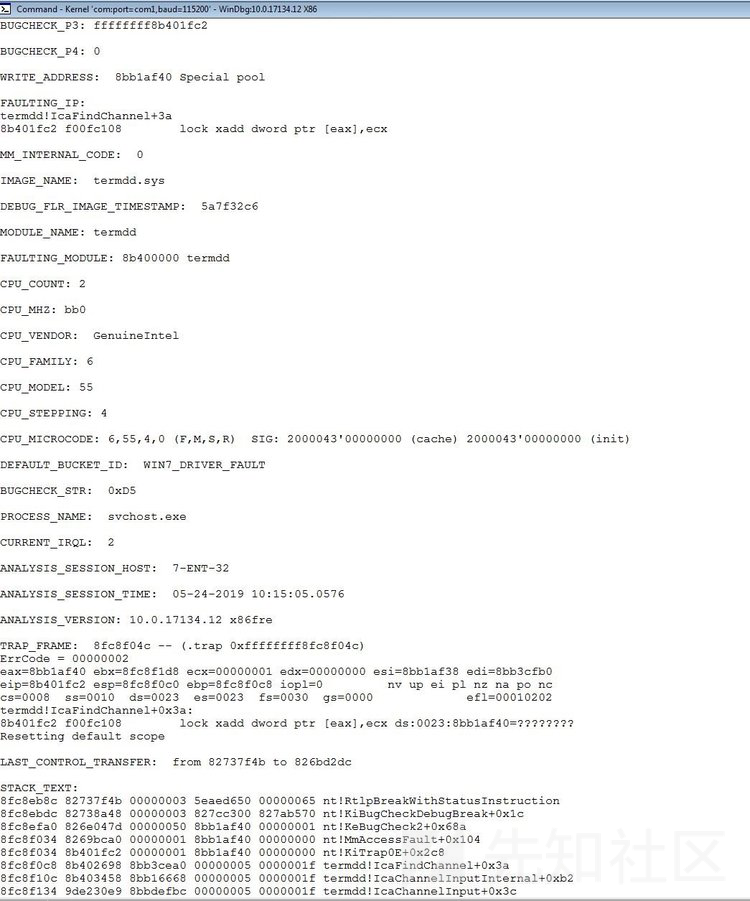 Command - Kernel 'com:port=com1,baud=115200' - WinDbg:10.0.17134.12 X86
BUGCHECK_P3: ffffffff8b401fc2
BUGCHECK_P4: 0
WRITE_ADDRESS:  8bb1af40 Special pool
FAULTING_IP:
termdd!IcaFindChannel+3a
8b401fc2 f00fc108        lock xadd dword ptr [eax],ecx
MM_INTERNAL_CODE:  0
IMAGE_NAME:  termdd.sys
DEBUG_FLR_IMAGE_TIMESTAMP:  5a7f32c6
MODULE_NAME: termdd
FAULTING_MODULE: 8b400000 termdd
CPU_COUNT: 2
CPU_MHZ: bb0
CPU_VENDOR:  GenuineIntel
CPU_FAMILY: 6
CPU_MODEL: 55
CPU_STEPPING: 4
CPU_MICROCODE: 6,55,4,0 (F,M,S,R)  SIG: 2000043'00000000 (cache) 2000043'00000000 (init)
DEFAULT_BUCKET_ID:  WIN7_DRIVER_FAULT
BUGCHECK_STR:  0xD5
PROCESS_NAME:  svchost.exe
CURRENT_IRQL:  2
ANALYSIS_SESSION_HOST:  7-ENT-32
ANALYSIS_SESSION_TIME:  05-24-2019 10:15:05.0576
ANALYSIS_VERSION: 10.0.17134.12 x86fre
TRAP_FRAME:  8fc8f04c -- (.trap 0xffffffff8fc8f04c)
ErrCode = 00000002
eax=8bb1af40 ebx=8fc8f1d8 ecx=00000001 edx=00000000 esi=8bb1af38 edi=8bb3cfb0
eip=8b401fc2 esp=8fc8f0c0 ebp=8fc8f0c8 iopl=0         nv up ei pl nz na po nc
cs=0008  ss=0010  ds=0023  es=0023  fs=0030  gs=0000             efl=00010202
termdd!IcaFindChannel+0x3a:
8b401fc2 f00fc108        lock xadd dword ptr [eax],ecx ds:0023:8bb1af40=????????
Resetting default scope
LAST_CONTROL_TRANSFER:  from 82737f4b to 826bd2dc
STACK_TEXT:
8fc8eb8c 82737f4b 00000003 5eaed650 00000065 nt!RtlpBreakWithStatusInstruction
8fc8ebdc 82738a48 00000003 827cc300 827ab570 nt!KiBugCheckDebugBreak+0x1c
8fc8efa0 826e047d 00000050 8bb1af40 00000001 nt!KeBugCheck2+0x68a
8fc8f034 8269bca0 00000001 8bb1af40 00000000 nt!MmAccessFault+0x104
8fc8f034 8b401fc2 00000001 8bb1af40 00000000 nt!KiTrap0E+0x2c8
8fc8f0c8 8b402698 8bb3cea0 00000005 0000001f termdd!IcaFindChannel+0x3a
8fc8f10c 8b403458 8bb16668 00000005 0000001f termdd!IcaChannelInputInternal+0xb2
8fc8f134 9de230e9 8bbdefbc 00000005 0000001f termdd!IcaChannelInput+0x3c
先知社区